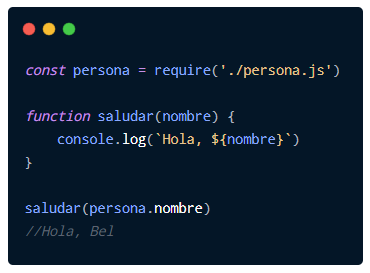 const persona = require('./persona.js')
function saludar(nombre) {
    console.log(`Hola, ${nombre}`)
}
saludar(persona.nombre)
//Hola, Bel